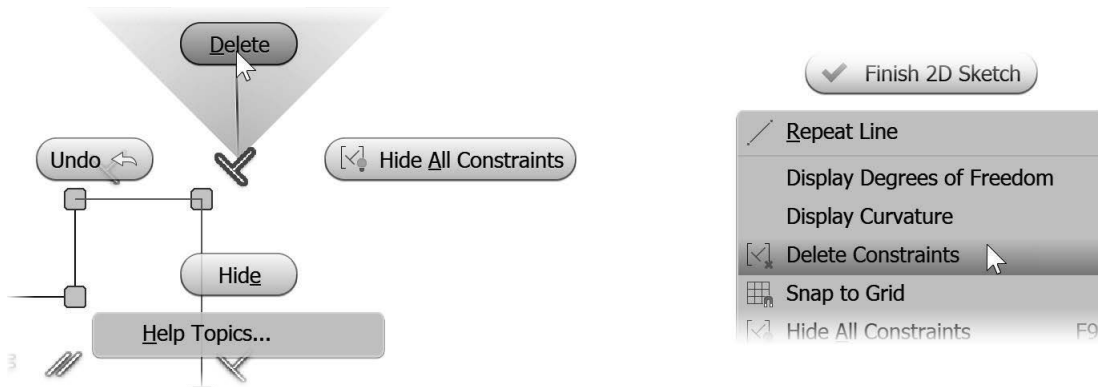 Delete
Undo
Hide All Constraints
Hide
Help Topics...
Finish 2D Sketch
Repeat Line
Display Degrees of Freedom
Display Curvature
Delete Constraints
Snap to Grid
Hide All Constraints F9